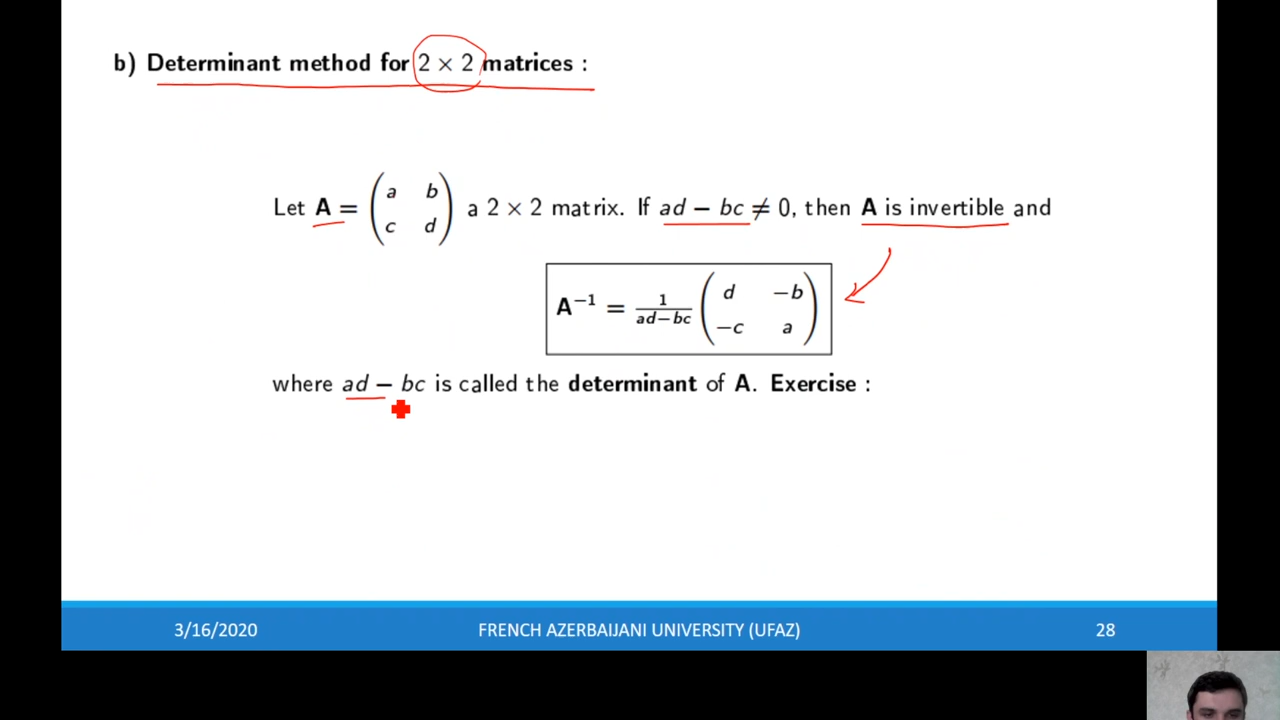 b) Determinant method for 2 × 2 matrices :
Let A = ( a b c d ) a 2 × 2 matrix. If ad − bc ≠ 0, then A is invertible and
A⁻¹ = 1/(ad−bc) ( d −b −c a )
where ad − bc is called the determinant of A. Exercise :
3/16/2020 FRENCH AZERBAIJANI UNIVERSITY (UFAZ) 28